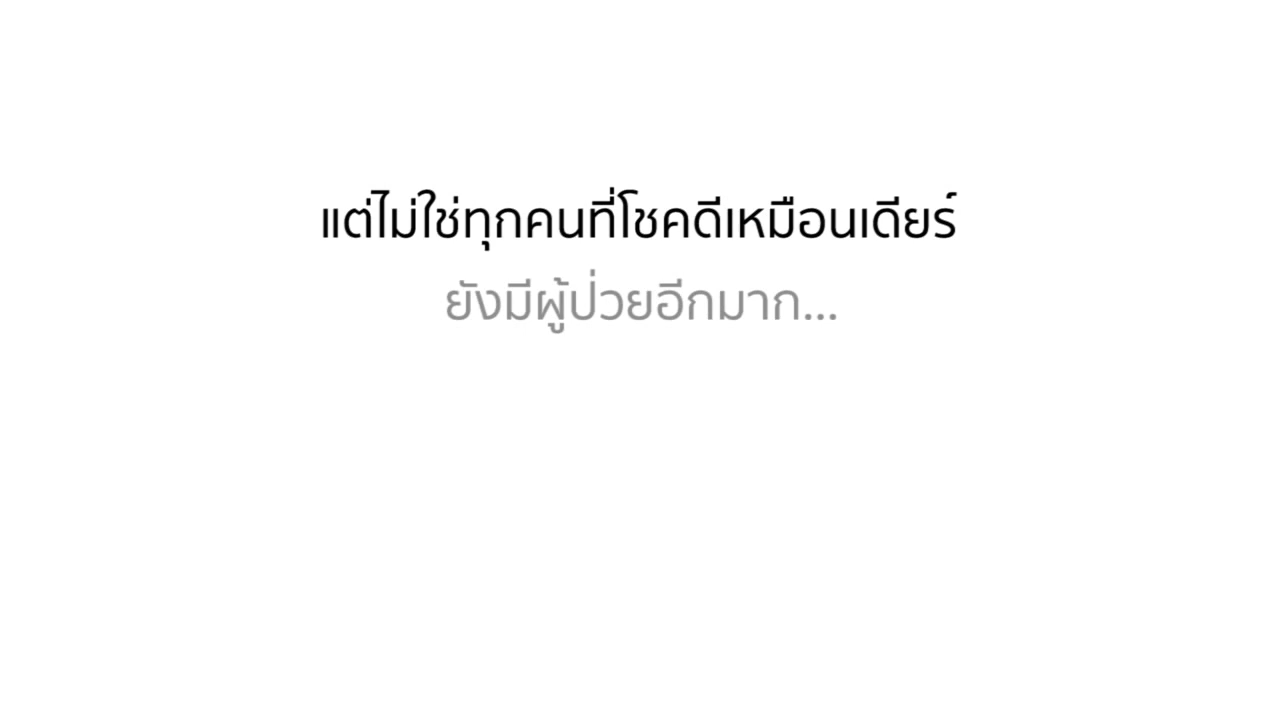 แต่ไม่ใช่ทุกคนที่โชคดีเหมือนเดียร์
ยังมีผู้ป่วยอีกมาก...